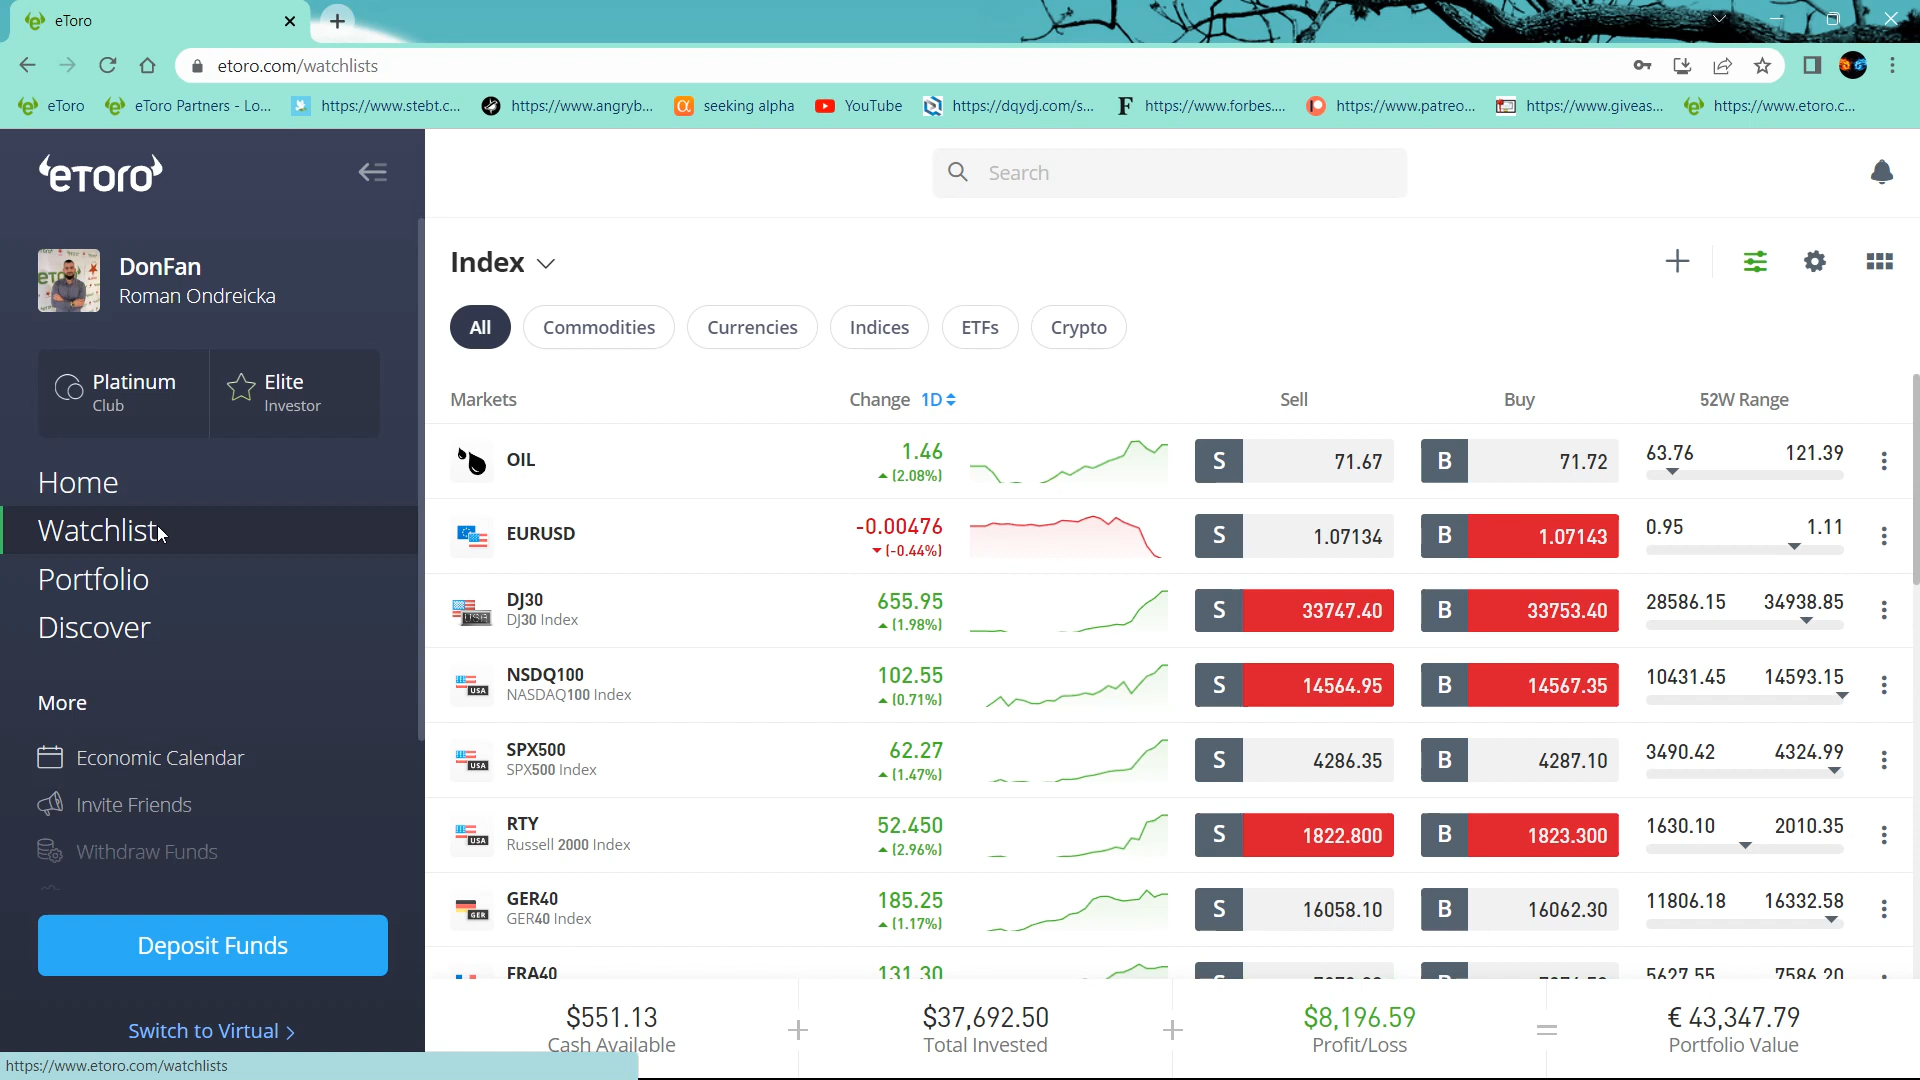 eToro
etoro.com/watchlists
eToro
eToro Partners - Lo...
https://www.stebt.c...
https://www.angryb...
seeking alpha
YouTube
https://dqydj.com/s...
https://www.forbes....
https://www.patreo...
https://www.giveas...
https://www.etoro.c...
eToro
Search
DonFan
Roman Ondreicka
Platinum
Club
Elite
Investor
Home
Watchlist
Portfolio
Discover
More
Economic Calendar
Invite Friends
Withdraw Funds
Deposit Funds
Switch to Virtual >
https://www.etoro.com/watchlists
Index
All
Commodities
Currencies
Indices
ETFs
Crypto
Markets Change 1D Sell Buy 52W Range
OIL 1.46 (2.08%) S 71.67 B 71.72 63.76 121.39
EURUSD -0.00476 (-0.44%) S 1.07134 B 1.07143 0.95 1.11
DJ30 DJ30 Index 655.95 (1.98%) S 33747.40 B 33753.40 28586.15 34938.85
NSDQ100 NASDAQ100 Index 102.55 (0.71%) S 14564.95 B 14567.35 10431.45 14593.15
SPX500 SPX500 Index 62.27 (1.47%) S 4286.35 B 4287.10 3490.42 4324.99
RTY Russell 2000 Index 52.450 (2.96%) S 1822.800 B 1823.300 1630.10 2010.35
GER40 GER40 Index 185.25 (1.17%) S 16058.10 B 16062.30 11806.18 16332.58
FRA40 131.30 5627.55 7586.20
$551.13 + $37,692.50 + $8,196.59 = € 43,347.79
Cash Available Total Invested Profit/Loss Portfolio Value